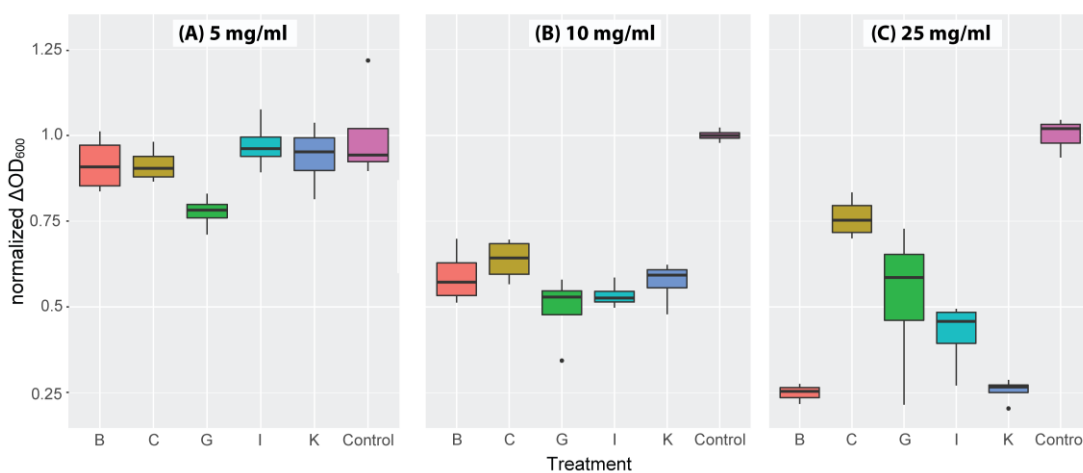 (A) 5 mg/ml
(B) 10 mg/ml
(C) 25 mg/ml
normalized ΔOD₆₀₀
1.25
1.0
0.75
0.5
0.25
B C G I K Control
B C G I K Control
B C G I K Control
Treatment